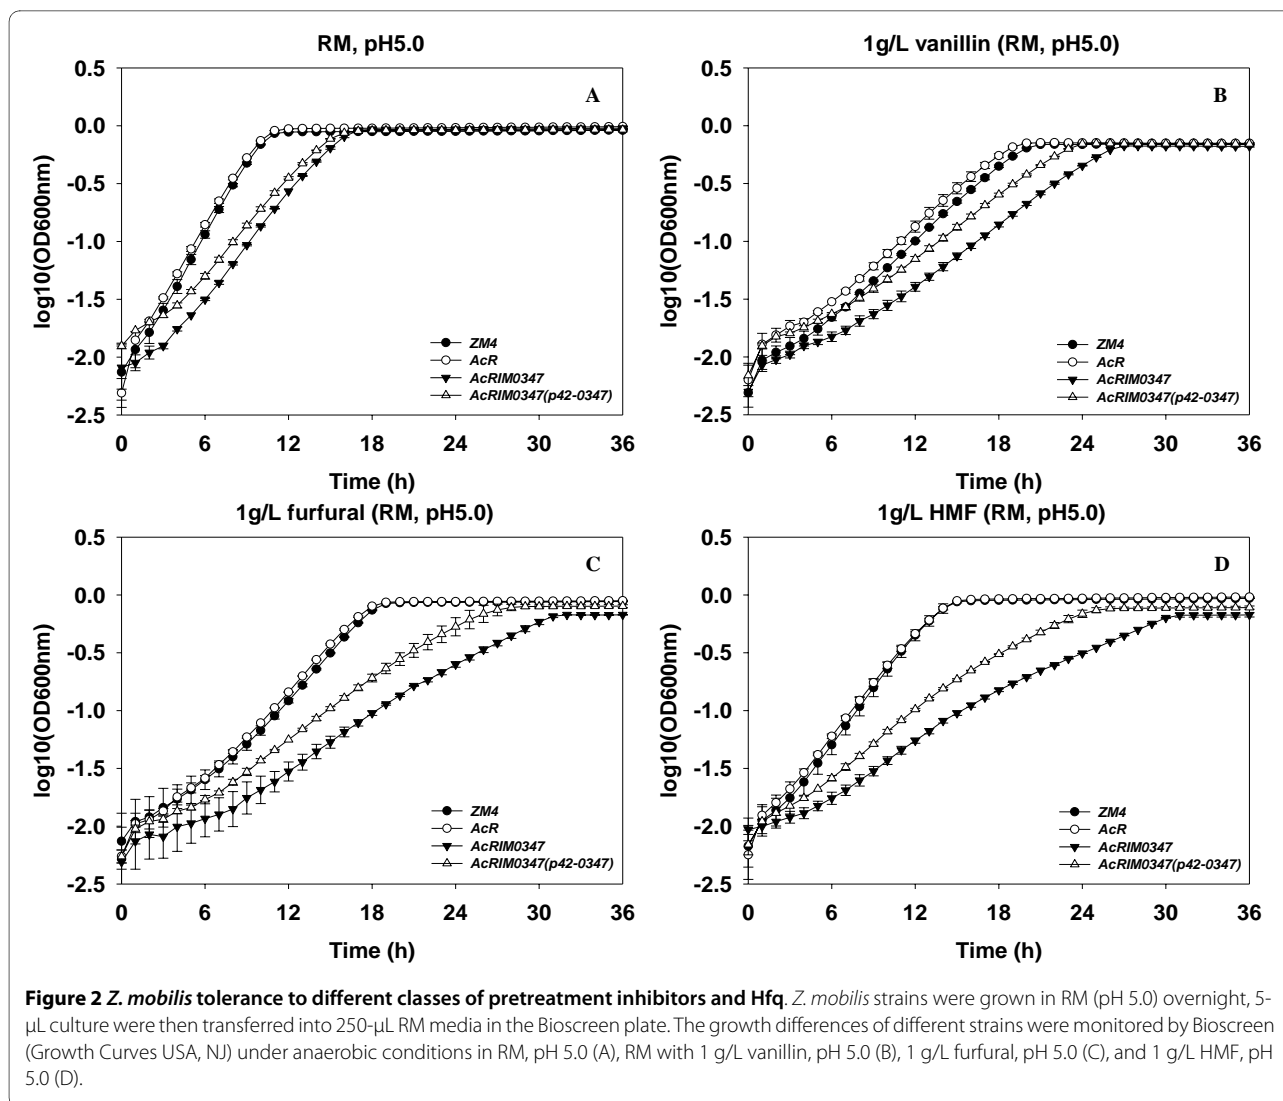 RM, pH5.0
A
log10(OD600nm)
0.5
0.0
-0.5
-1.0
-1.5
-2.0
-2.5
ZM4
AcR
AcRIM0347
AcRIM0347(p42-0347)
0 6 12 18 24 30 36
Time (h)
1g/L vanillin (RM, pH5.0)
B
log10(OD600nm)
0.5
0.0
-0.5
-1.0
-1.5
-2.0
-2.5
ZM4
AcR
AcRIM0347
AcRIM0347(p42-0347)
0 6 12 18 24 30 36
Time (h)
1g/L furfural (RM, pH5.0)
C
log10(OD600nm)
0.5
0.0
-0.5
-1.0
-1.5
-2.0
-2.5
ZM4
AcR
AcRIM0347
AcRIM0347(p42-0347)
0 6 12 18 24 30 36
Time (h)
1g/L HMF (RM, pH5.0)
D
log10(OD600nm)
0.5
0.0
-0.5
-1.0
-1.5
-2.0
-2.5
ZM4
AcR
AcRIM0347
AcRIM0347(p42-0347)
0 6 12 18 24 30 36
Time (h)
Figure 2 Z. mobilis tolerance to different classes of pretreatment inhibitors and Hfq. Z. mobilis strains were grown in RM (pH 5.0) overnight, 5-
μL culture were then transferred into 250-μL RM media in the Bioscreen plate. The growth differences of different strains were monitored by Bioscreen
(Growth Curves USA, NJ) under anaerobic conditions in RM, pH 5.0 (A), RM with 1 g/L vanillin, pH 5.0 (B), 1 g/L furfural, pH 5.0 (C), and 1 g/L HMF, pH
5.0 (D).